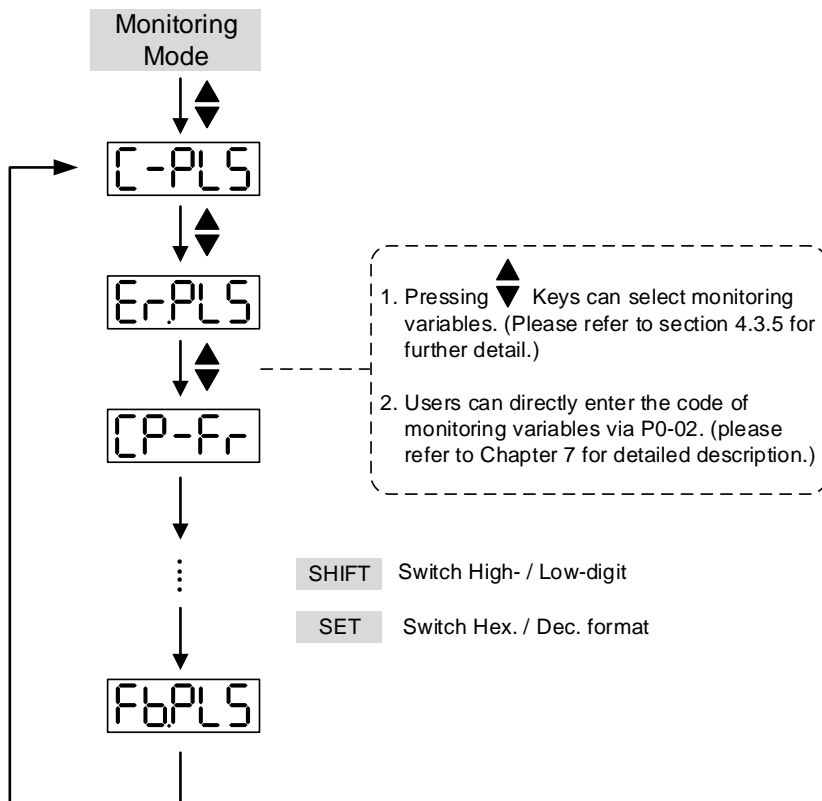 Monitoring
Mode
C-PLS
Er.PLS
1. Pressing Keys can select monitoring
variables. (Please refer to section 4.3.5 for
further detail.)
2. Users can directly enter the code of
monitoring variables via P0-02. (please
refer to Chapter 7 for detailed description.)
CP-Fr
SHIFT Switch High- / Low-digit
SET Switch Hex. / Dec. format
Fb.PLS